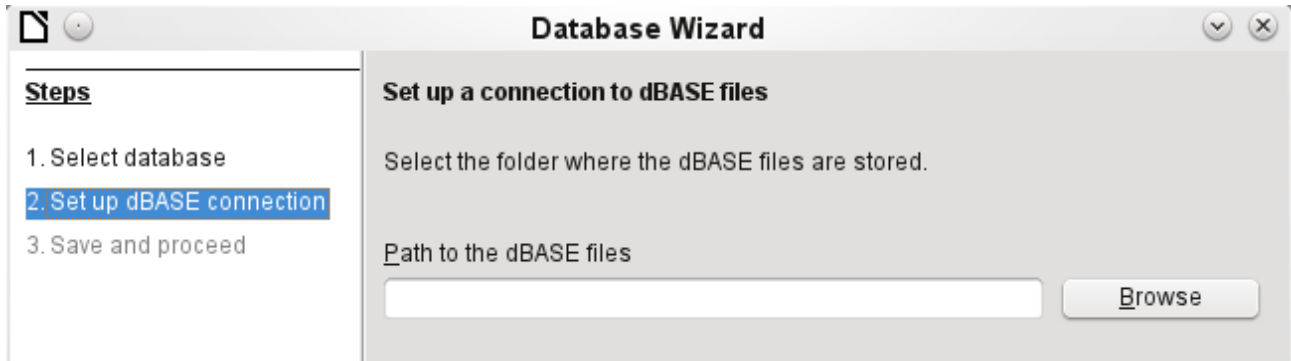 Database Wizard
Steps
1. Select database
2. Set up dBASE connection
3. Save and proceed
Set up a connection to dBASE files
Select the folder where the dBASE files are stored.
Path to the dBASE files
Browse